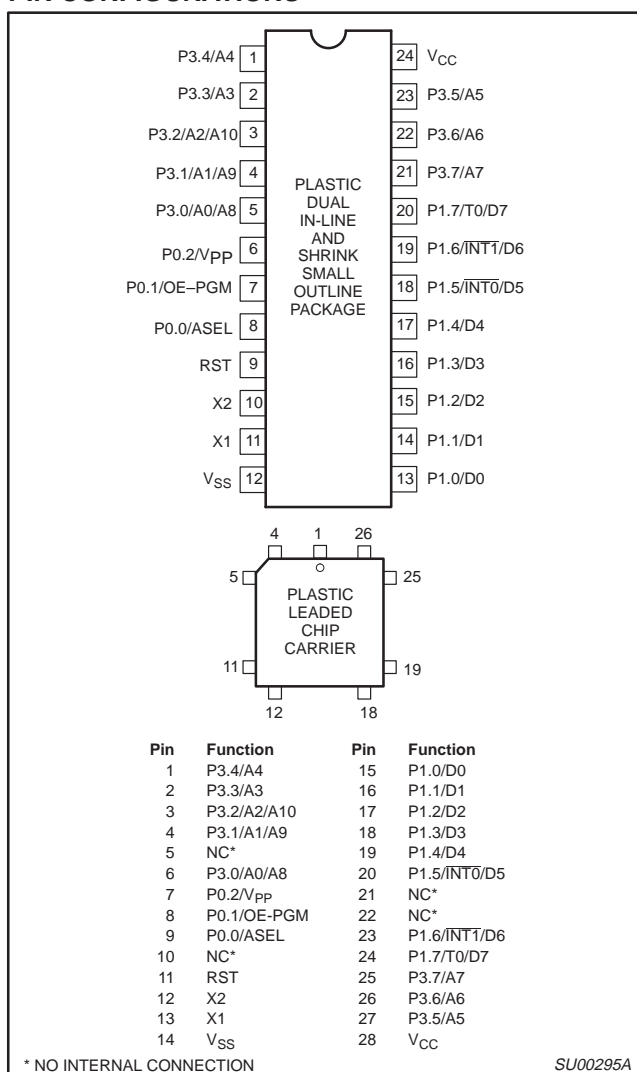 P3.4/A4 1 24 VCC
P3.3/A3 2 23 P3.5/A5
P3.2/A2/A10 3 22 P3.6/A6
P3.1/A1/A9 4 21 P3.7/A7
P3.0/A0/A8 5 20 P1.7/T0/D7
P0.2/VPP 6 19 P1.6/INT1/D6
P0.1/OE–PGM 7 18 P1.5/INT0/D5
P0.0/ASEL 8 17 P1.4/D4
RST 9 16 P1.3/D3
X2 10 15 P1.2/D2
X1 11 14 P1.1/D1
VSS 12 13 P1.0/D0
PLASTIC
DUAL
IN-LINE
AND
SHRINK
SMALL
OUTLINE
PACKAGE
4 1 26
5 25
PLASTIC
LEADED
CHIP
CARRIER
11 19
12 18
Pin Function Pin Function
1 P3.4/A4 15 P1.0/D0
2 P3.3/A3 16 P1.1/D1
3 P3.2/A2/A10 17 P1.2/D2
4 P3.1/A1/A9 18 P1.3/D3
5 NC* 19 P1.4/D4
6 P3.0/A0/A8 20 P1.5/INT0/D5
7 P0.2/VPP 21 NC*
8 P0.1/OE-PGM 22 NC*
9 P0.0/ASEL 23 P1.6/INT1/D6
10 NC* 24 P1.7/T0/D7
11 RST 25 P3.7/A7
12 X2 26 P3.6/A6
13 X1 27 P3.5/A5
14 VSS 28 VCC
* NO INTERNAL CONNECTION SU00295A